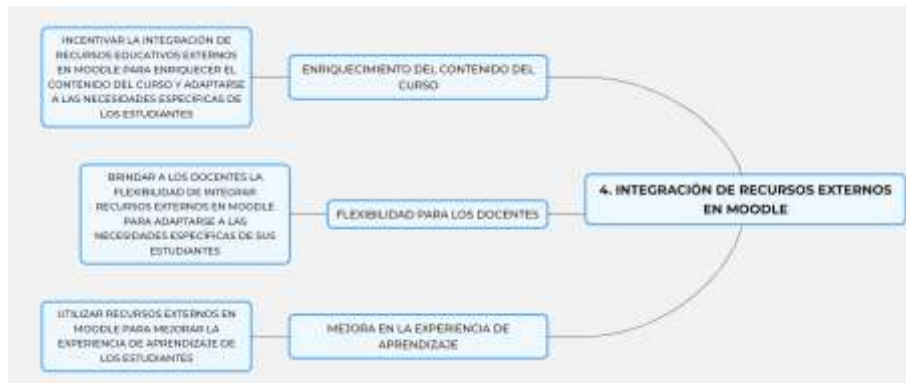 INCENTIVAR LA INTEGRACIÓN DE
RECURSOS EDUCATIVOS EXTERNOS
EN MOODLE PARA ENRIQUECER EL
CONTENIDO DEL CURSO Y ADAPTARSE
A LAS NECESIDADES ESPECÍFICAS DE
LOS ESTUDIANTES
ENRIQUECIMIENTO DEL CONTENIDO DEL
CURSO
BRINDAR A LOS DOCENTES LA
FLEXIBILIDAD DE INTEGRAR
RECURSOS EXTERNOS EN MOODLE
PARA ADAPTARSE A LAS
NECESIDADES ESPECÍFICAS DE SUS
ESTUDIANTES
FLEXIBILIDAD PARA LOS DOCENTES
4. INTEGRACIÓN DE RECURSOS EXTERNOS
EN MOODLE
UTILIZAR RECURSOS EXTERNOS EN
MOODLE PARA MEJORAR LA
EXPERIENCIA DE APRENDIZAJE DE
LOS ESTUDIANTES
MEJORA EN LA EXPERIENCIA DE
APRENDIZAJE